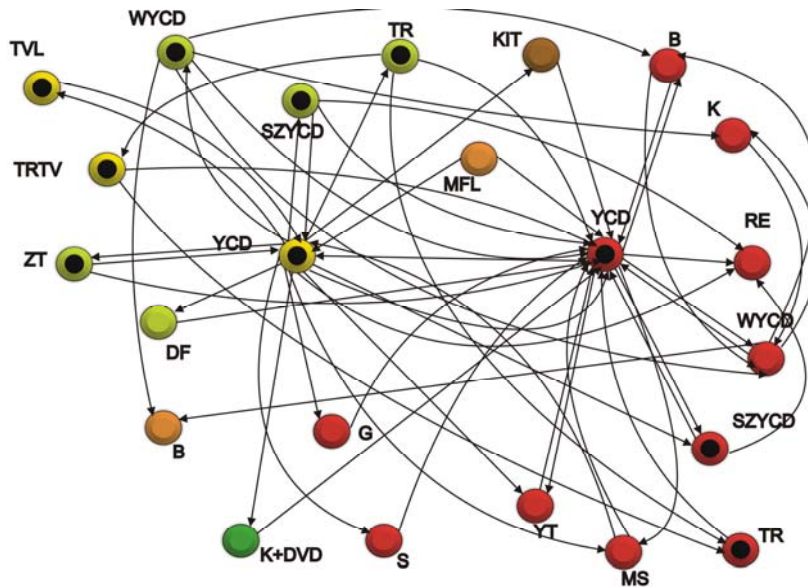 WYCD
TR
KIT
B
TVL
SZYCD
K
TRTV
MFL
YCD
YCD
RE
ZT
WYCD
DF
SZYCD
B
G
YT
TR
K+DVD
S
MS